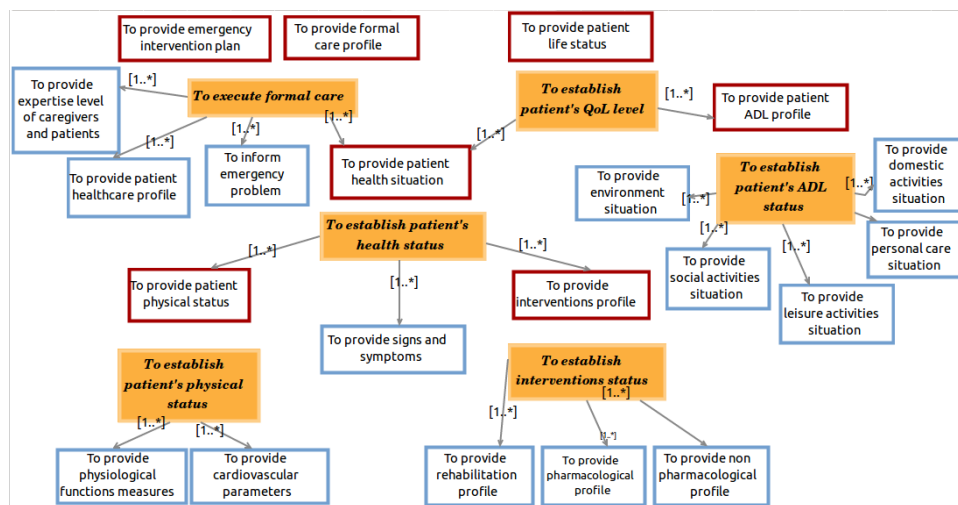 To provide emergency
intervention plan
To provide formal
care profile
To provide patient
life status
To provide
expertise level
of caregivers
and patients
[1..*]
To execute formal care
To establish
patient's QoL level
[1..*]
To provide patient
ADL profile
[1..*]
[1..*]
[1..*]
[1..*]
To provide patient
healthcare profile
To inform
emergency
problem
To provide patient
health situation
To provide
environment
situation
[1..*]
To establish
patient's ADL
status
[1..*]
To provide
domestic
activities
situation
To provide
personal care
situation
To establish patient's
health status
[1..*]
[1..*]
[1..*]
[1..*]
[1..*]
To provide patient
physical status
To provide
interventions profile
To provide
social activities
situation
To provide
leisure activities
situation
To provide signs and
symptoms
To establish
patient's physical
status
To establish
interventions status
[1..*]
[1..*]
[1..*]
[1..*]
[1..*]
To provide
physiological
functions measures
To provide
cardiovascular
parameters
To provide
rehabilitation
profile
To provide
pharmacological
profile
To provide non
pharmacological
profile